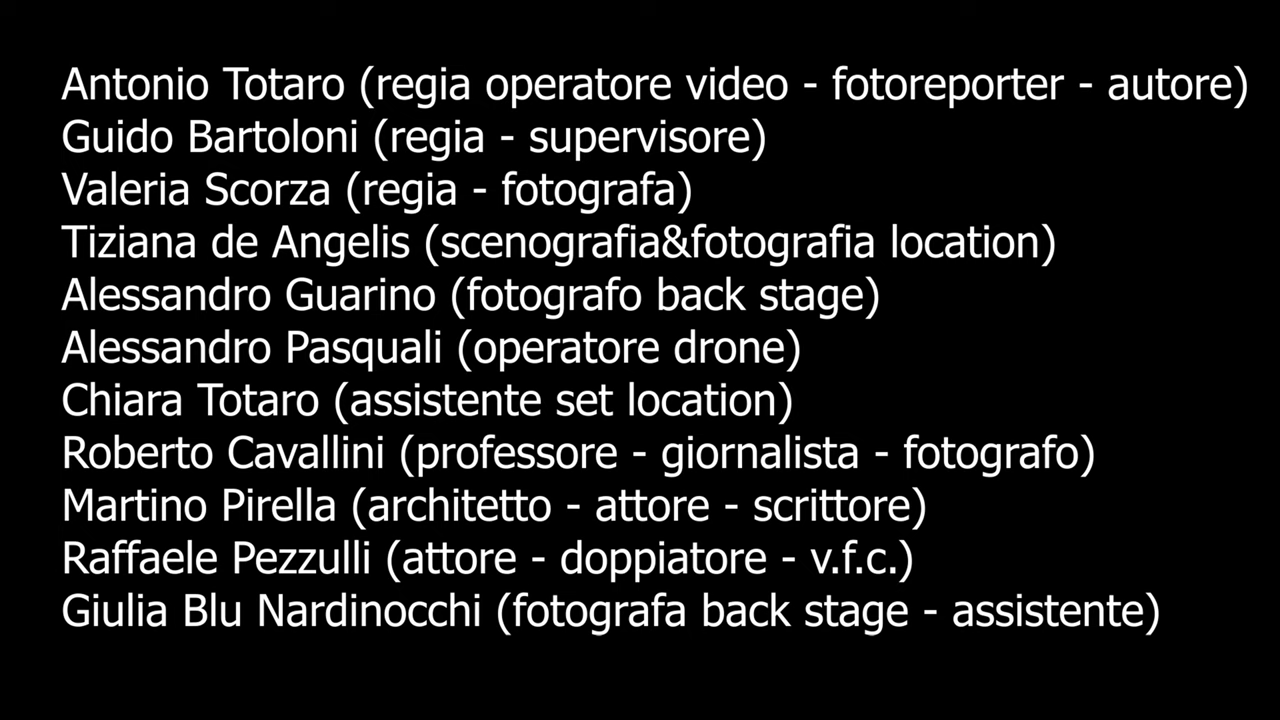 Antonio Totaro (regia operatore video - fotoreporter - autore)
Guido Bartoloni (regia - supervisore)
Valeria Scorza (regia - fotografa)
Tiziana de Angelis (scenografia&fotografia location)
Alessandro Guarino (fotografo back stage)
Alessandro Pasquali (operatore drone)
Chiara Totaro (assistente set location)
Roberto Cavallini (professore - giornalista - fotografo)
Martino Pirella (architetto - attore - scrittore)
Raffaele Pezzulli (attore - doppiatore - v.f.c.)
Giulia Blu Nardinocchi (fotografa back stage - assistente)